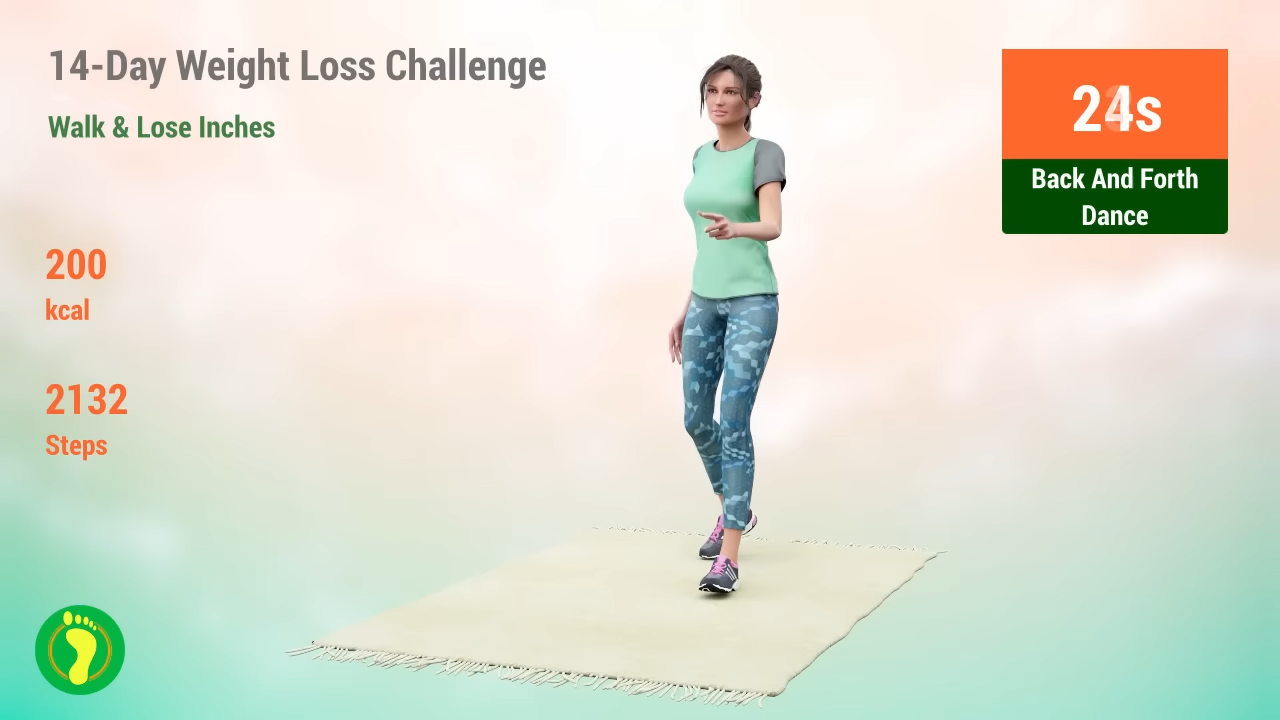 14-Day Weight Loss Challenge
Walk & Lose Inches
200
kcal
2132
Steps
24s
Back And Forth
Dance